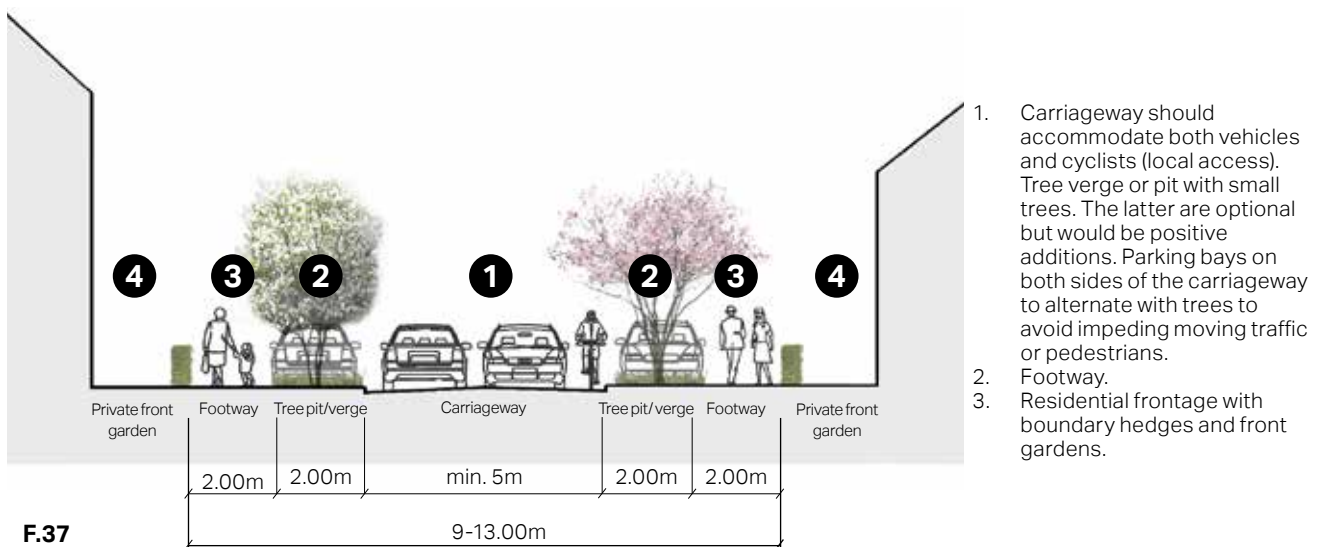 4
3
2
1
2
3
4
Private front
garden
Footway
Tree pit/verge
Carriageway
Tree pit/verge
Footway
Private front
garden
2.00m
2.00m
min. 5m
2.00m
2.00m
F.37
9-13.00m
1. Carriageway should
accommodate both vehicles
and cyclists (local access).
Tree verge or pit with small
trees. The latter are optional
but would be positive
additions. Parking bays on
both sides of the carriageway
to alternate with trees to
avoid impeding moving traffic
or pedestrians.
2. Footway.
3. Residential frontage with
boundary hedges and front
gardens.